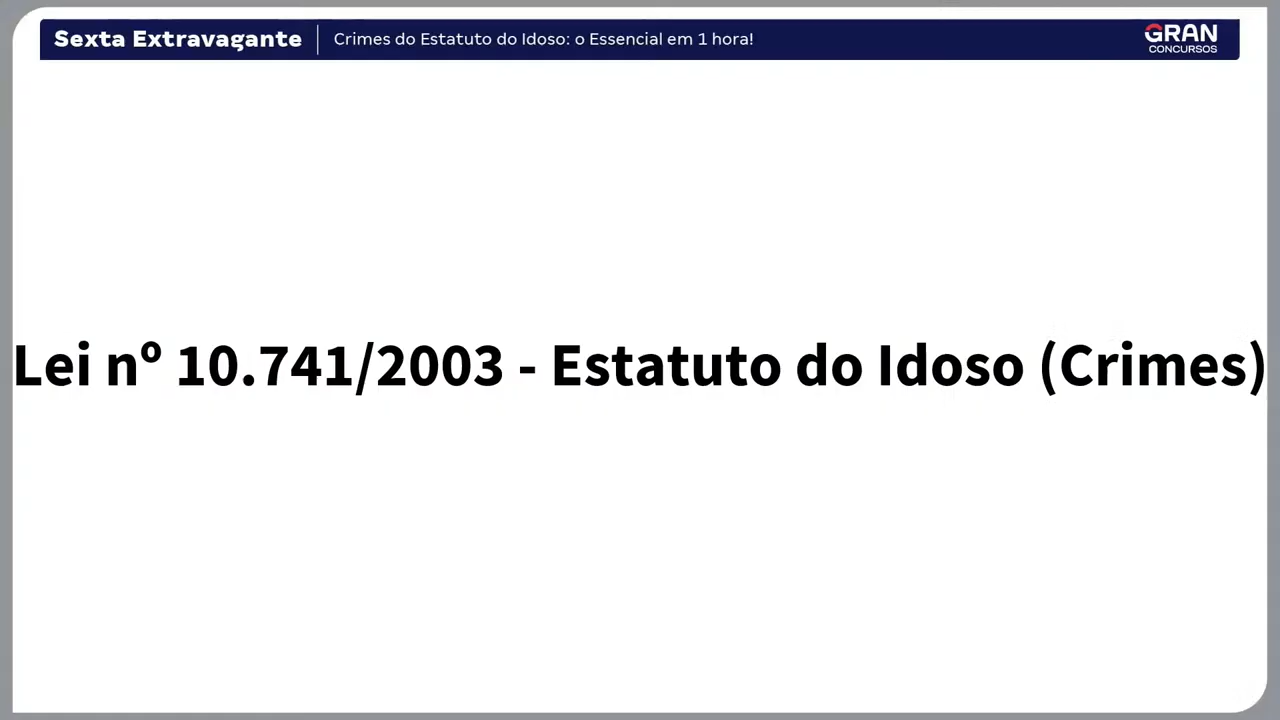 Sexta Extravagante
Crimes do Estatuto do Idoso: o Essencial em 1 hora!
GRAN
CONCURSOS
Lei nº 10.741/2003 - Estatuto do Idoso (Crimes)